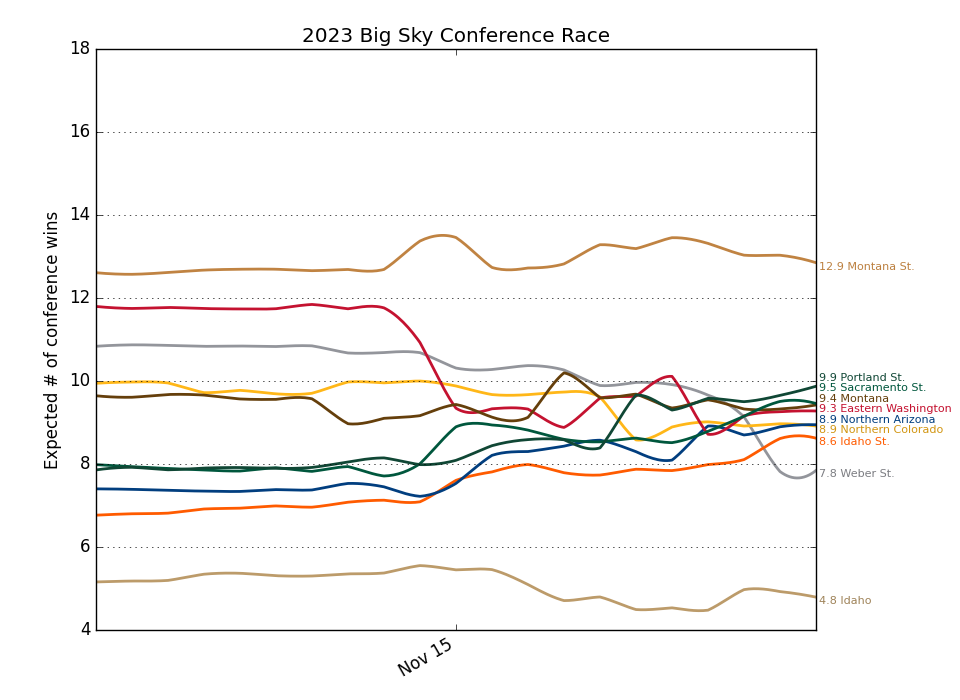 2023 Big Sky Conference Race
Expected # of conference wins
18
16
14
12
10
8
6
4
Nov 15
12.9 Montana St.
9.9 Portland St.
9.5 Sacramento St.
9.4 Montana
9.3 Eastern Washington
8.9 Northern Arizona
8.9 Northern Colorado
8.6 Idaho St.
7.8 Weber St.
4.8 Idaho